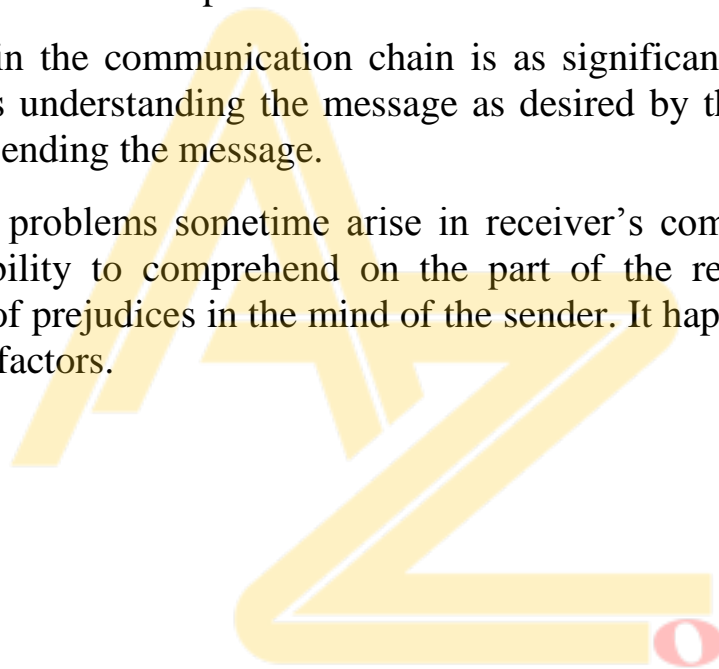 in the communication chain is as significan
s understanding the message as desired by th
ending the message.
problems sometime arise in receiver’s com
bility to comprehend on the part of the re
of prejudices in the mind of the sender. It hap
factors.
AZ